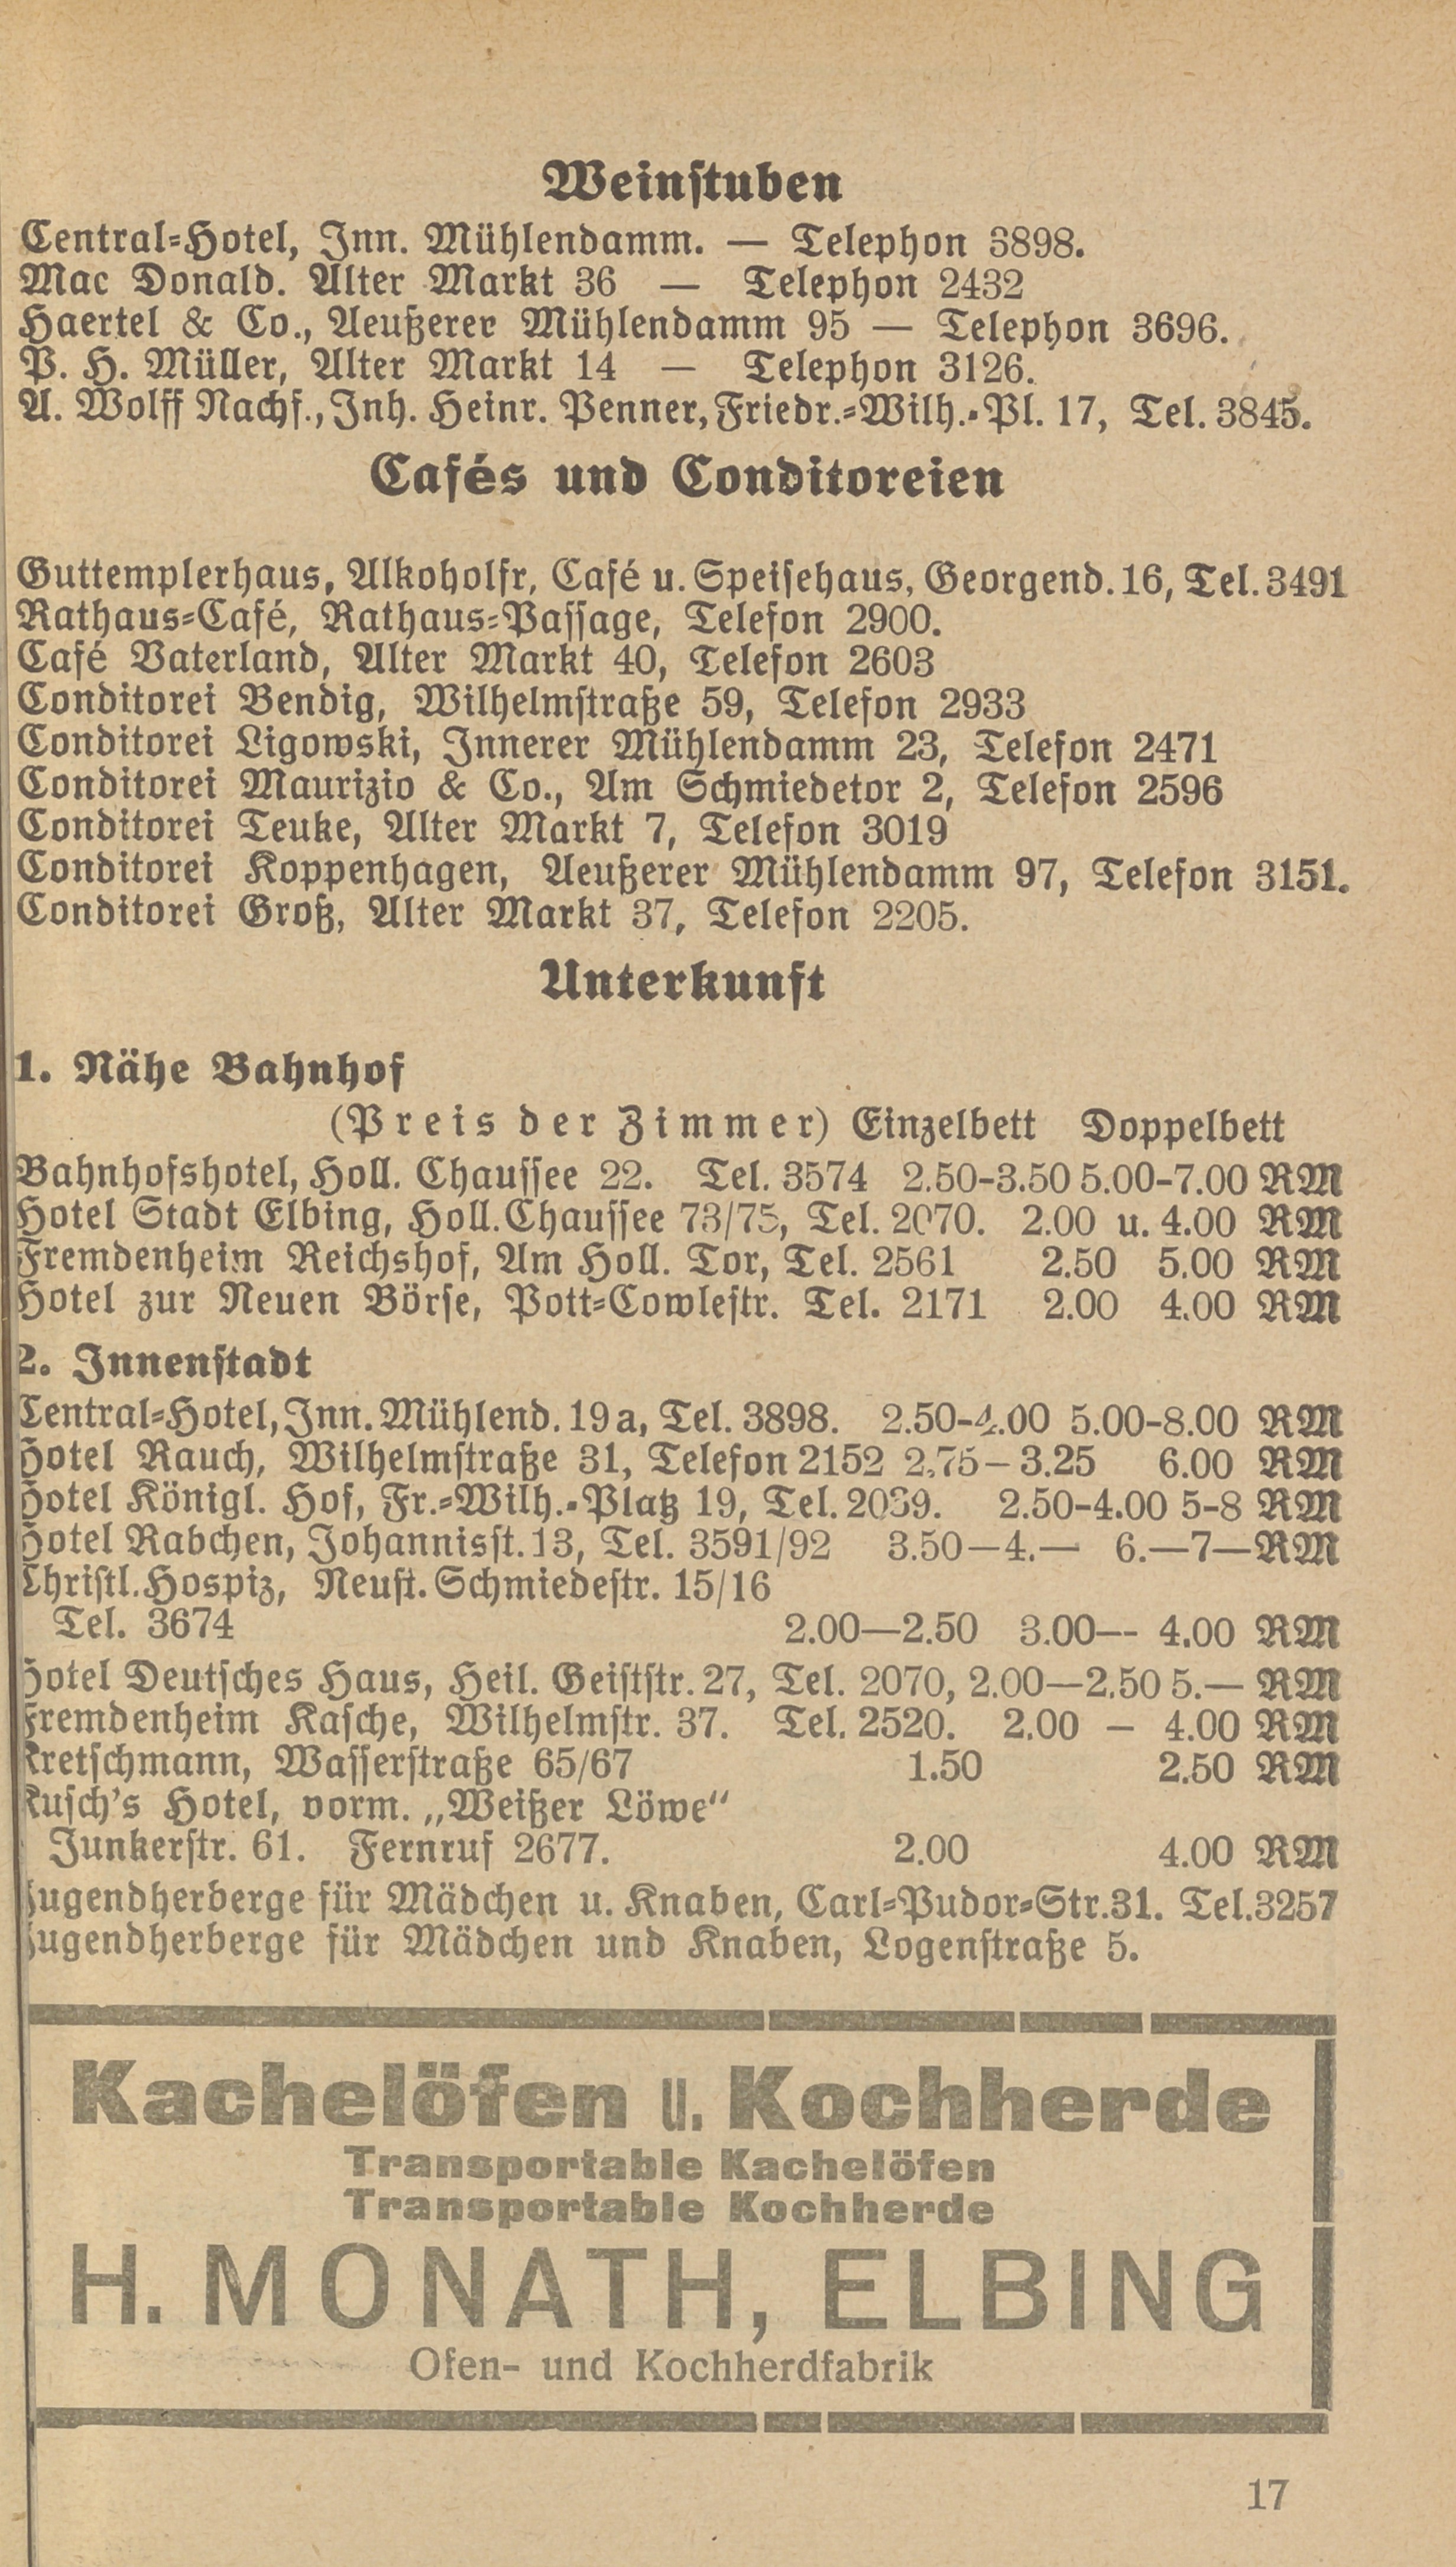 Weinstuben
Central-Hotel, Inn. Mühlendamm. — Telephon 3898.
Mac Donald. Alter Markt 36 — Telephon 2432
Haertel & Co., Aeußerer Mühlendamm 95 — Telephon 3696.
P. H. Müller, Alter Markt 14 — Telephon 3126.
A. Wolff Nachf., Inh. Heinr. Penner, Friedr.-Wilh.-Pl. 17, Tel. 3845.
Cafés und Conditoreien
Guttemplerhaus, Alkoholfr, Café u. Speisehaus, Georgend. 16, Tel. 3491
Rathaus-Café, Rathaus-Passage, Telefon 2900.
Café Vaterland, Alter Markt 40, Telefon 2603
Conditorei Bendig, Wilhelmstraße 59, Telefon 2933
Conditorei Ligowski, Innerer Mühlendamm 23, Telefon 2471
Conditorei Maurizio & Co., Am Schmiedetor 2, Telefon 2596
Conditorei Teuke, Alter Markt 7, Telefon 3019
Conditorei Koppenhagen, Aeußerer Mühlendamm 97, Telefon 3151.
Conditorei Groß, Alter Markt 37, Telefon 2205.
Unterkunft
1. Nähe Bahnhof
(Preis der Zimmer) Einzelbett Doppelbett
Bahnhofshotel, Holl. Chaussee 22. Tel. 3574 2.50-3.50 5.00-7.00 RM
Hotel Stadt Elbing, Holl. Chaussee 73/75, Tel. 2070. 2.00 u. 4.00 RM
Fremdenheim Reichshof, Am Holl. Tor, Tel. 2561 2.50 5.00 RM
Hotel zur Neuen Börse, Pott-Cowlestr. Tel. 2171 2.00 4.00 RM
2. Innenstadt
Central-Hotel, Inn. Mühlend. 19a, Tel. 3898. 2.50-4.00 5.00-8.00 RM
Hotel Rauch, Wilhelmstraße 31, Telefon 2152 2.75–3.25 6.00 RM
Hotel Königl. Hof, Fr.-Wilh.-Platz 19, Tel. 2039. 2.50-4.00 5-8 RM
Hotel Rabchen, Johannisst. 13, Tel. 3591/92 3.50—4.— 6.—7—RM
Christl. Hospiz, Neust. Schmiedestr. 15/16
Tel. 3674 2.00—2.50 3.00—- 4.00 RM
Hotel Deutsches Haus, Heil. Geiststr. 27, Tel. 2070, 2.00—2.50 5.— RM
Fremdenheim Kasche, Wilhelmstr. 37. Tel. 2520. 2.00 – 4.00 RM
Kretschmann, Wasserstraße 65/67 1.50 2.50 RM
Kusch's Hotel, vorm. „Weißer Löwe“
Junkerstr. 61. Fernruf 2677. 2.00 4.00 RM
Jugendherberge für Mädchen u. Knaben, Carl-Pudor-Str. 31. Tel. 3257
Jugendherberge für Mädchen und Knaben, Logenstraße 5.
Kachelöfen u. Kochherde
Transportable Kachelöfen
Transportable Kochherde
H. MONATH, ELBING
Ofen- und Kochherdfabrik
17